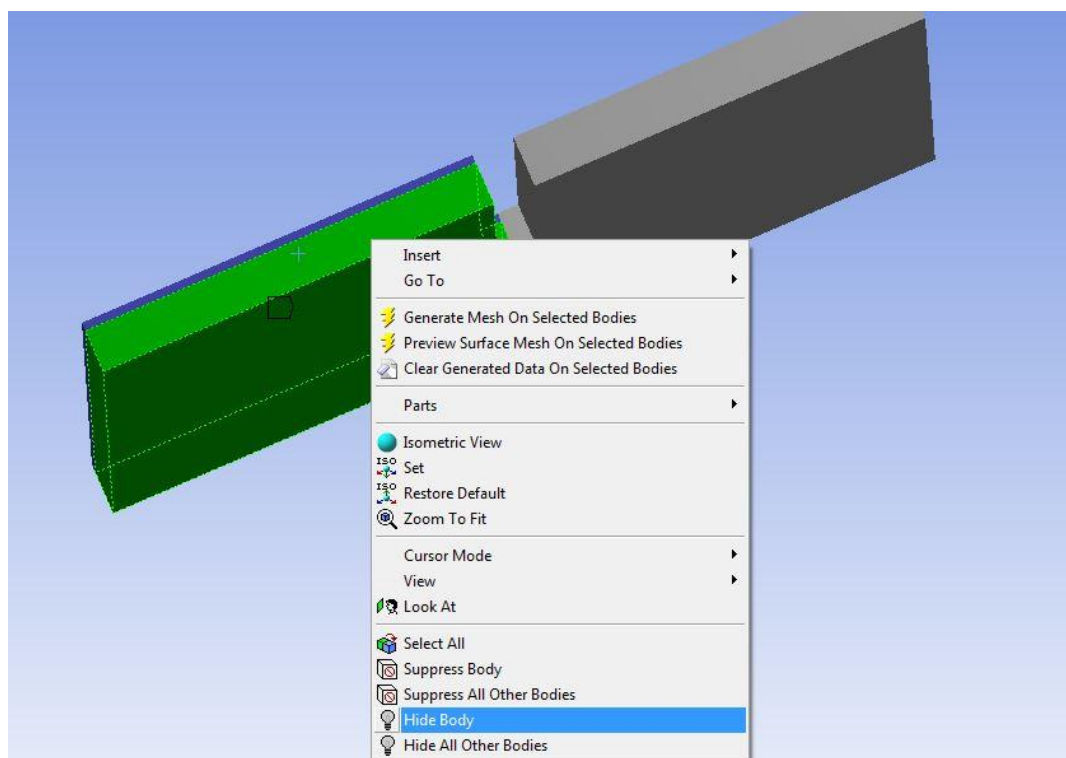 Insert
Go To
Generate Mesh On Selected Bodies
Preview Surface Mesh On Selected Bodies
Clear Generated Data On Selected Bodies
Parts
Isometric View
ISO
Set
ISO
Restore Default
Zoom To Fit
Cursor Mode
View
Look At
Select All
Suppress Body
Suppress All Other Bodies
Hide Body
Hide All Other Bodies